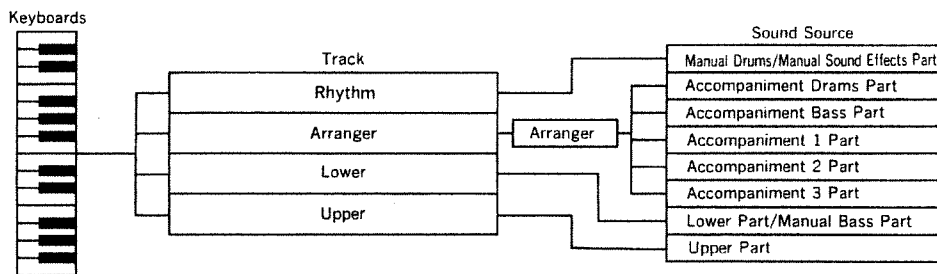 Keyboards
Track
Rhythm
Arranger
Lower
Upper
Arranger
Sound Source
Manual Drums/Manual Sound Effects Part
Accompaniment Drams Part
Accompaniment Bass Part
Accompaniment 1 Part
Accompaniment 2 Part
Accompaniment 3 Part
Lower Part/Manual Bass Part
Upper Part